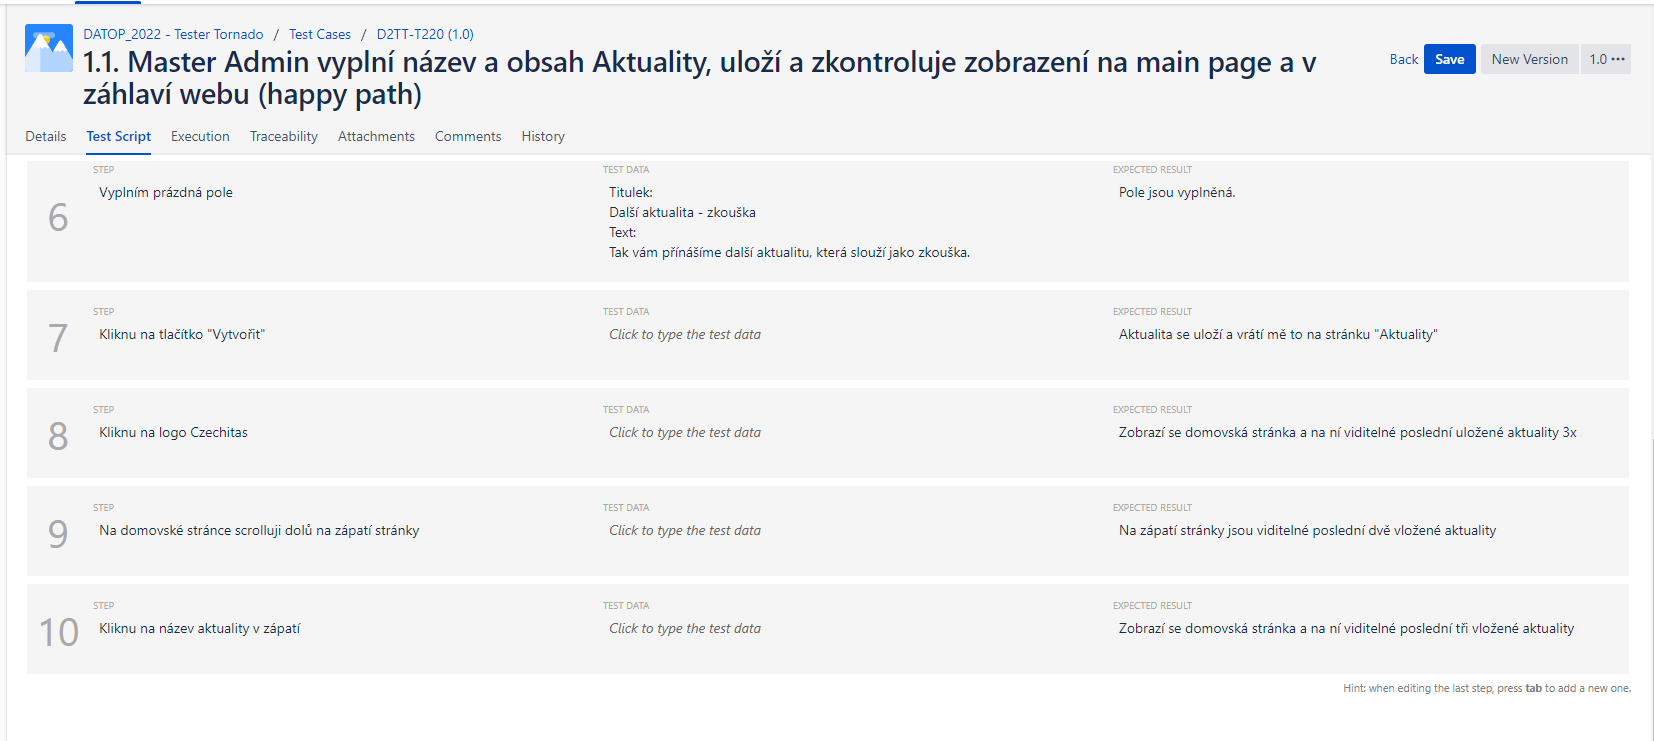 DATOP_2022 - Tester Tornado / Test Cases / D2TT-T220 (1.0)
1.1. Master Admin vyplní název a obsah Aktuality, uloží a zkontroluje zobrazení na main page a v
záhlaví webu (happy path)
Back Save New Version 1.0 •••
Details Test Script Execution Traceability Attachments Comments History
STEP TEST DATA EXPECTED RESULT
6 Vyplním prázdná pole Titulek: Pole jsou vyplněná.
Další aktualita - zkouška
Text:
Tak vám přínášíme další aktualitu, která slouží jako zkouška.
STEP TEST DATA EXPECTED RESULT
7 Kliknu na tlačítko "Vytvořit" Click to type the test data Aktualita se uloží a vrátí mě to na stránku "Aktuality"
STEP TEST DATA EXPECTED RESULT
8 Kliknu na logo Czechitas Click to type the test data Zobrazí se domovská stránka a na ní viditelné poslední uložené aktuality 3x
STEP TEST DATA EXPECTED RESULT
9 Na domovské stránce scrolluji dolů na zápatí stránky Click to type the test data Na zápatí stránky jsou viditelné poslední dvě vložené aktuality
STEP TEST DATA EXPECTED RESULT
10 Kliknu na název aktuality v zápatí Click to type the test data Zobrazí se domovská stránka a na ní viditelné poslední tři vložené aktuality
Hint: when editing the last step, press tab to add a new one.